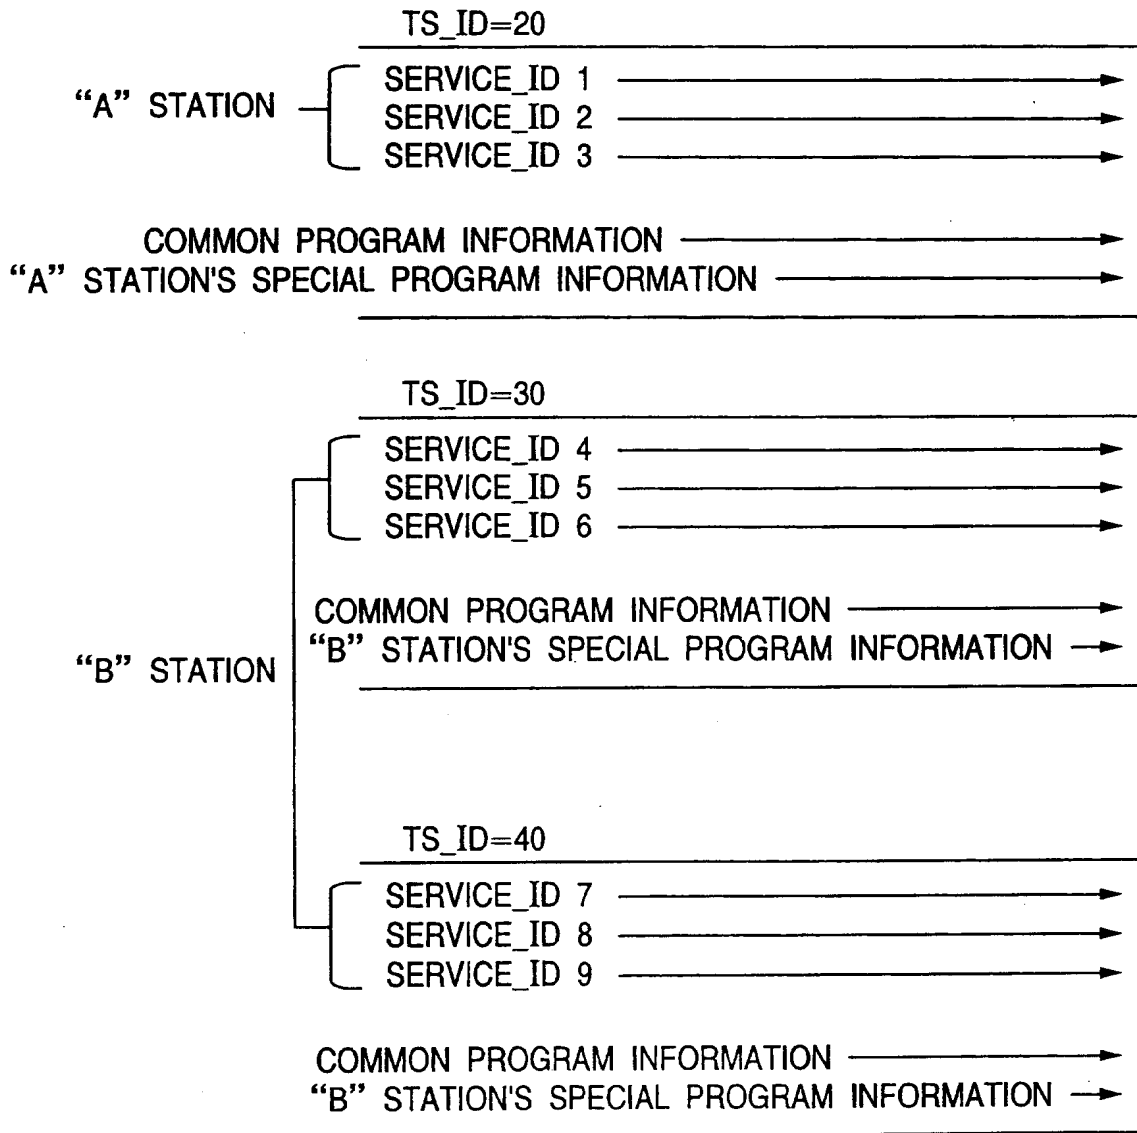 TS_ID=20
SERVICE_ID 1
“A” STATION
SERVICE_ID 2
SERVICE_ID 3
COMMON PROGRAM INFORMATION
“A” STATION'S SPECIAL PROGRAM INFORMATION
TS_ID=30
SERVICE_ID 4
SERVICE_ID 5
SERVICE_ID 6
COMMON PROGRAM INFORMATION
“B” STATION'S SPECIAL PROGRAM INFORMATION
“B” STATION
TS_ID=40
SERVICE_ID 7
SERVICE_ID 8
SERVICE_ID 9
COMMON PROGRAM INFORMATION
“B” STATION'S SPECIAL PROGRAM INFORMATION